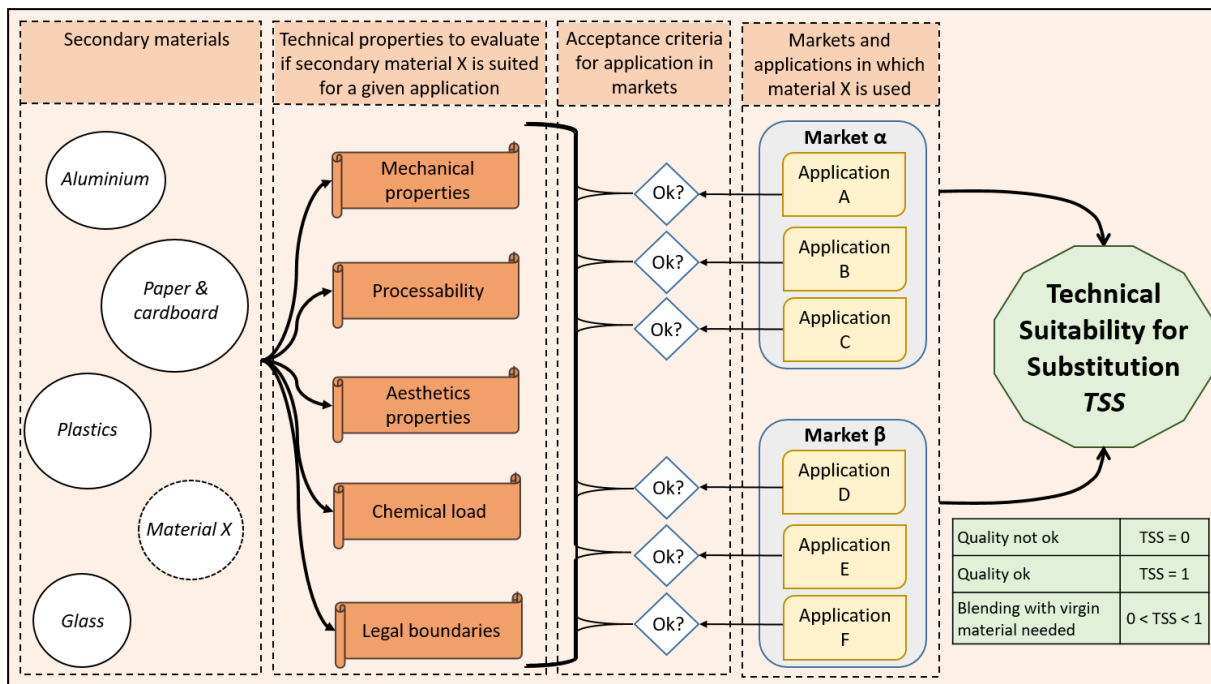 Secondary materials
Technical properties to evaluate
if secondary material X is suited
for a given application
Acceptance criteria
for application in
markets
Markets and
applications in which
material X is used
Aluminium
Paper &
cardboard
Plastics
Material X
Glass
Mechanical
properties
Processability
Aesthetics
properties
Chemical load
Legal boundaries
Ok?
Ok?
Ok?
Ok?
Ok?
Ok?
Market α
Application
A
Application
B
Application
C
Market β
Application
D
Application
E
Application
F
Technical
Suitability for
Substitution
TSS
Quality not ok
TSS = 0
Quality ok
TSS = 1
Blending with virgin
material needed
0 < TSS < 1